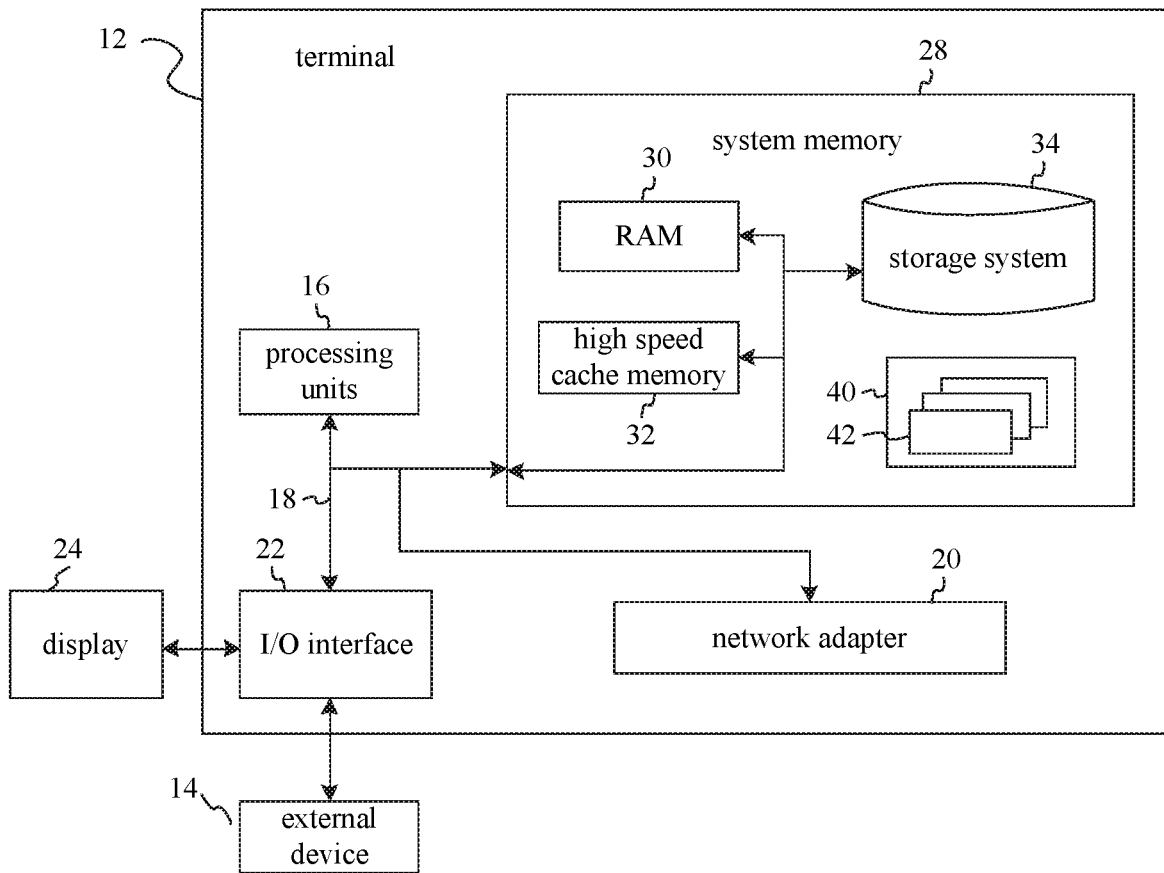 12
terminal
28
system memory
30
34
RAM
storage system
16
processing
units
high speed
cache memory
32
40
42
18
24
22
20
display
I/O interface
network adapter
14
external
device